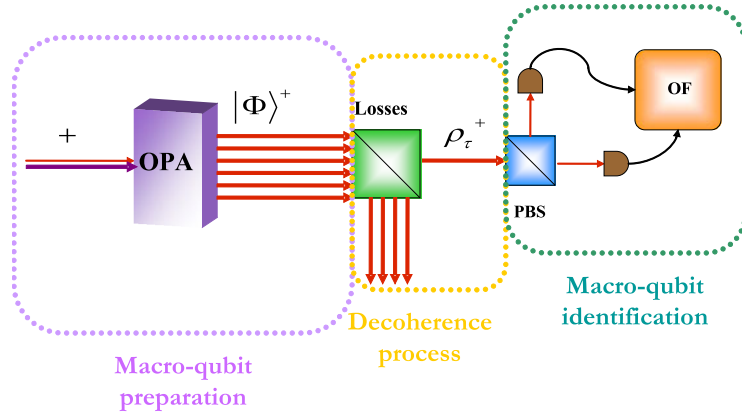 |Φ⟩⁺
Losses
+
OPA
ρτ⁺
OF
PBS
Macro-qubit
preparation
Decoherence
process
Macro-qubit
identification